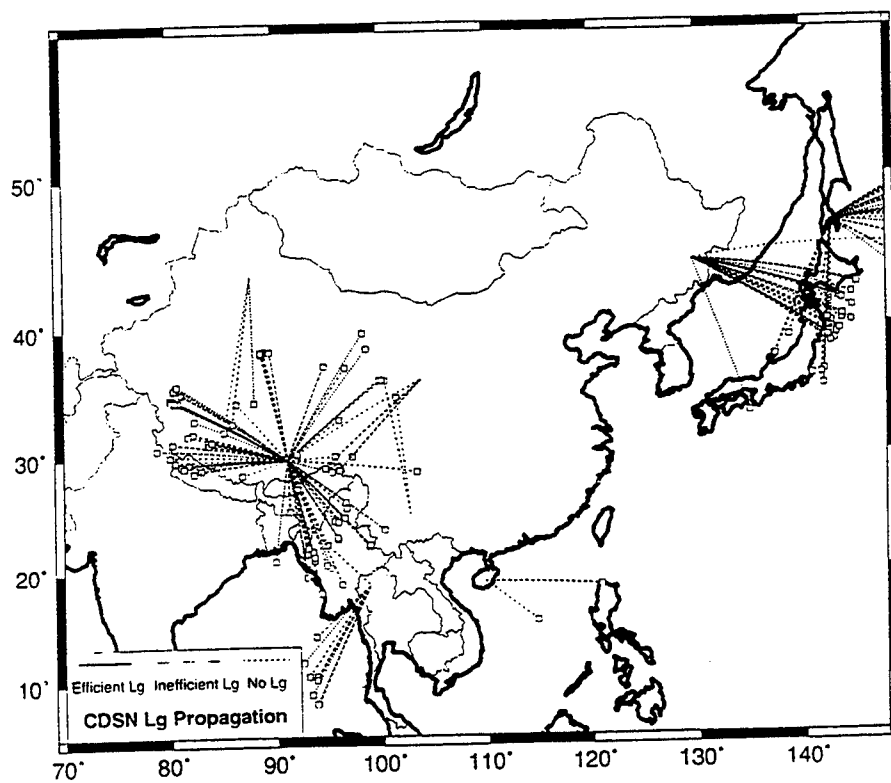 50°
40°
30°
20°
10°
Efficient Lg Inefficient Lg No Lg
CDSN Lg Propagation
70° 80° 90° 100° 110° 120° 130° 140°